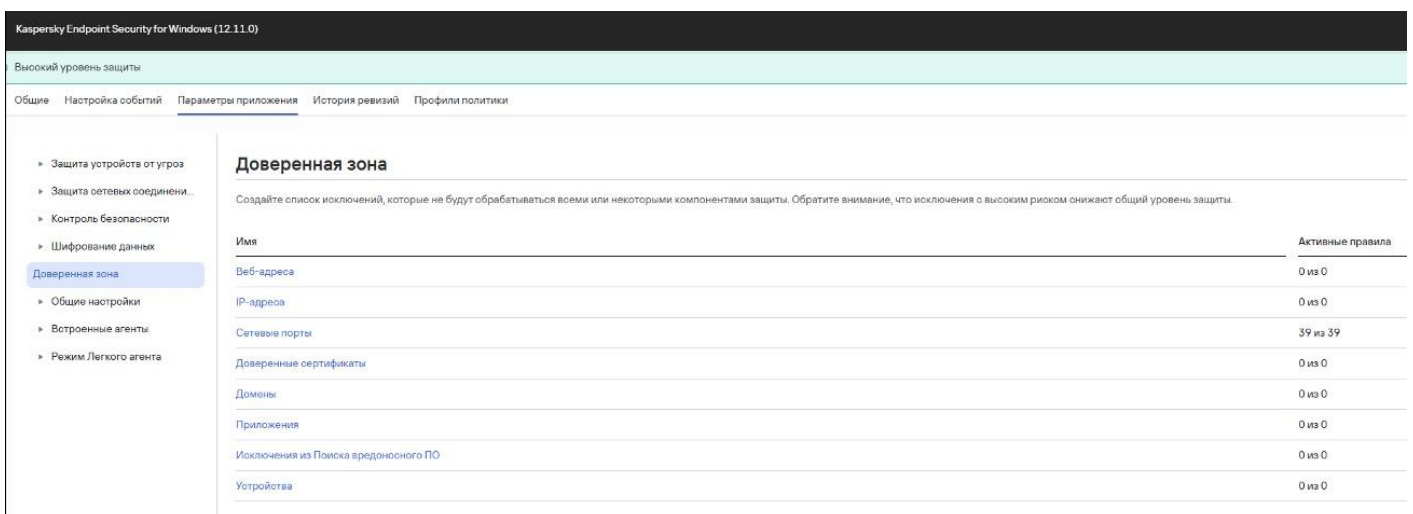 Kaspersky Endpoint Security for Windows (12.11.0)
Высокий уровень защиты
Общие Настройка событий Параметры приложения История ревизий Профили политики
Защита устройств от угроз
Защита сетевых соединени...
Контроль безопасности
Шифрование данных
Доверенная зона
Общие настройки
Встроенные агенты
Режим Легкого агента
Доверенная зона
Создайте список исключений, которые не будут обрабатываться всеми или некоторыми компонентами защиты. Обратите внимание, что исключения с высоким риском снижают общий уровень защиты.
Имя Активные правила
Веб-адреса 0 из 0
IP-адреса 0 из 0
Сетевые порты 39 из 39
Доверенные сертификаты 0 из 0
Домены 0 из 0
Приложения 0 из 0
Исключения из Поиска вредоносного ПО 0 из 0
Устройства 0 из 0